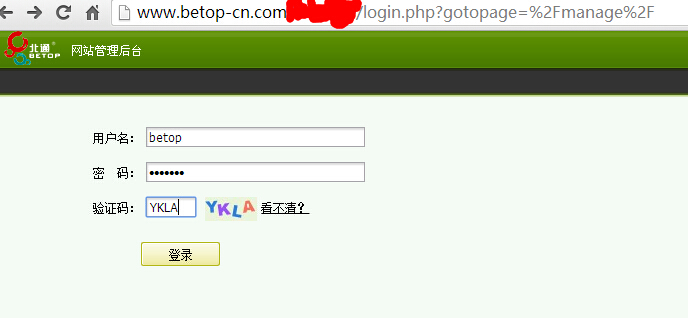 www.betop-cn.com/login.php?gotopage=%2Fmanage%2F
北通® BETOP 网站管理后台
用户名： betop
密 码： •••••••
验证码： YKLA YKLA 看不清？
登录